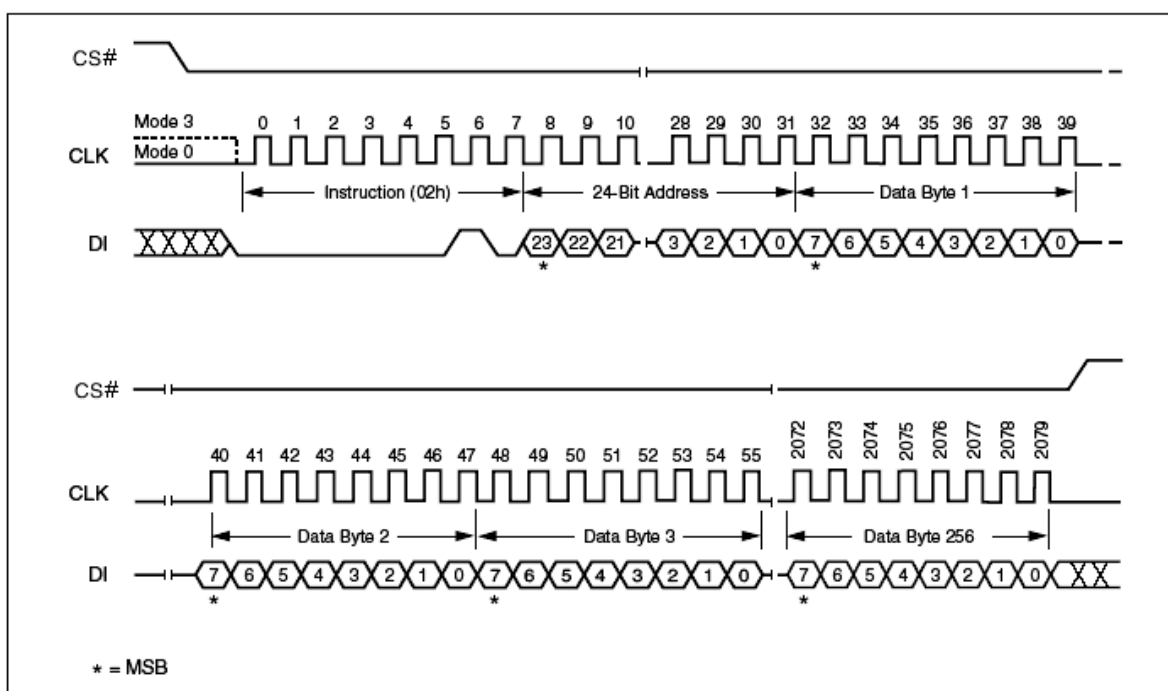 CS#
Mode 3
0 1 2 3 4 5 6 7 8 9 10 28 29 30 31 32 33 34 35 36 37 38 39
CLK
Mode 0
Instruction (02h) 24-Bit Address Data Byte 1
DI
23 22 21 3 2 1 0 7 6 5 4 3 2 1 0
* *
CS#
40 41 42 43 44 45 46 47 48 49 50 51 52 53 54 55 2072 2073 2074 2075 2076 2077 2078 2079
CLK
Data Byte 2 Data Byte 3 Data Byte 256
DI
7 6 5 4 3 2 1 0 7 6 5 4 3 2 1 0 7 6 5 4 3 2 1 0
* * *
* = MSB